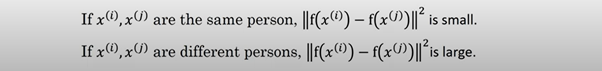 If x⁽ⁱ⁾,x⁽ʲ⁾ are the same person, ‖f(x⁽ⁱ⁾) – f(x⁽ʲ⁾)‖² is small.
If x⁽ⁱ⁾,x⁽ʲ⁾ are different persons, ‖f(x⁽ⁱ⁾) – f(x⁽ʲ⁾)‖² is large.